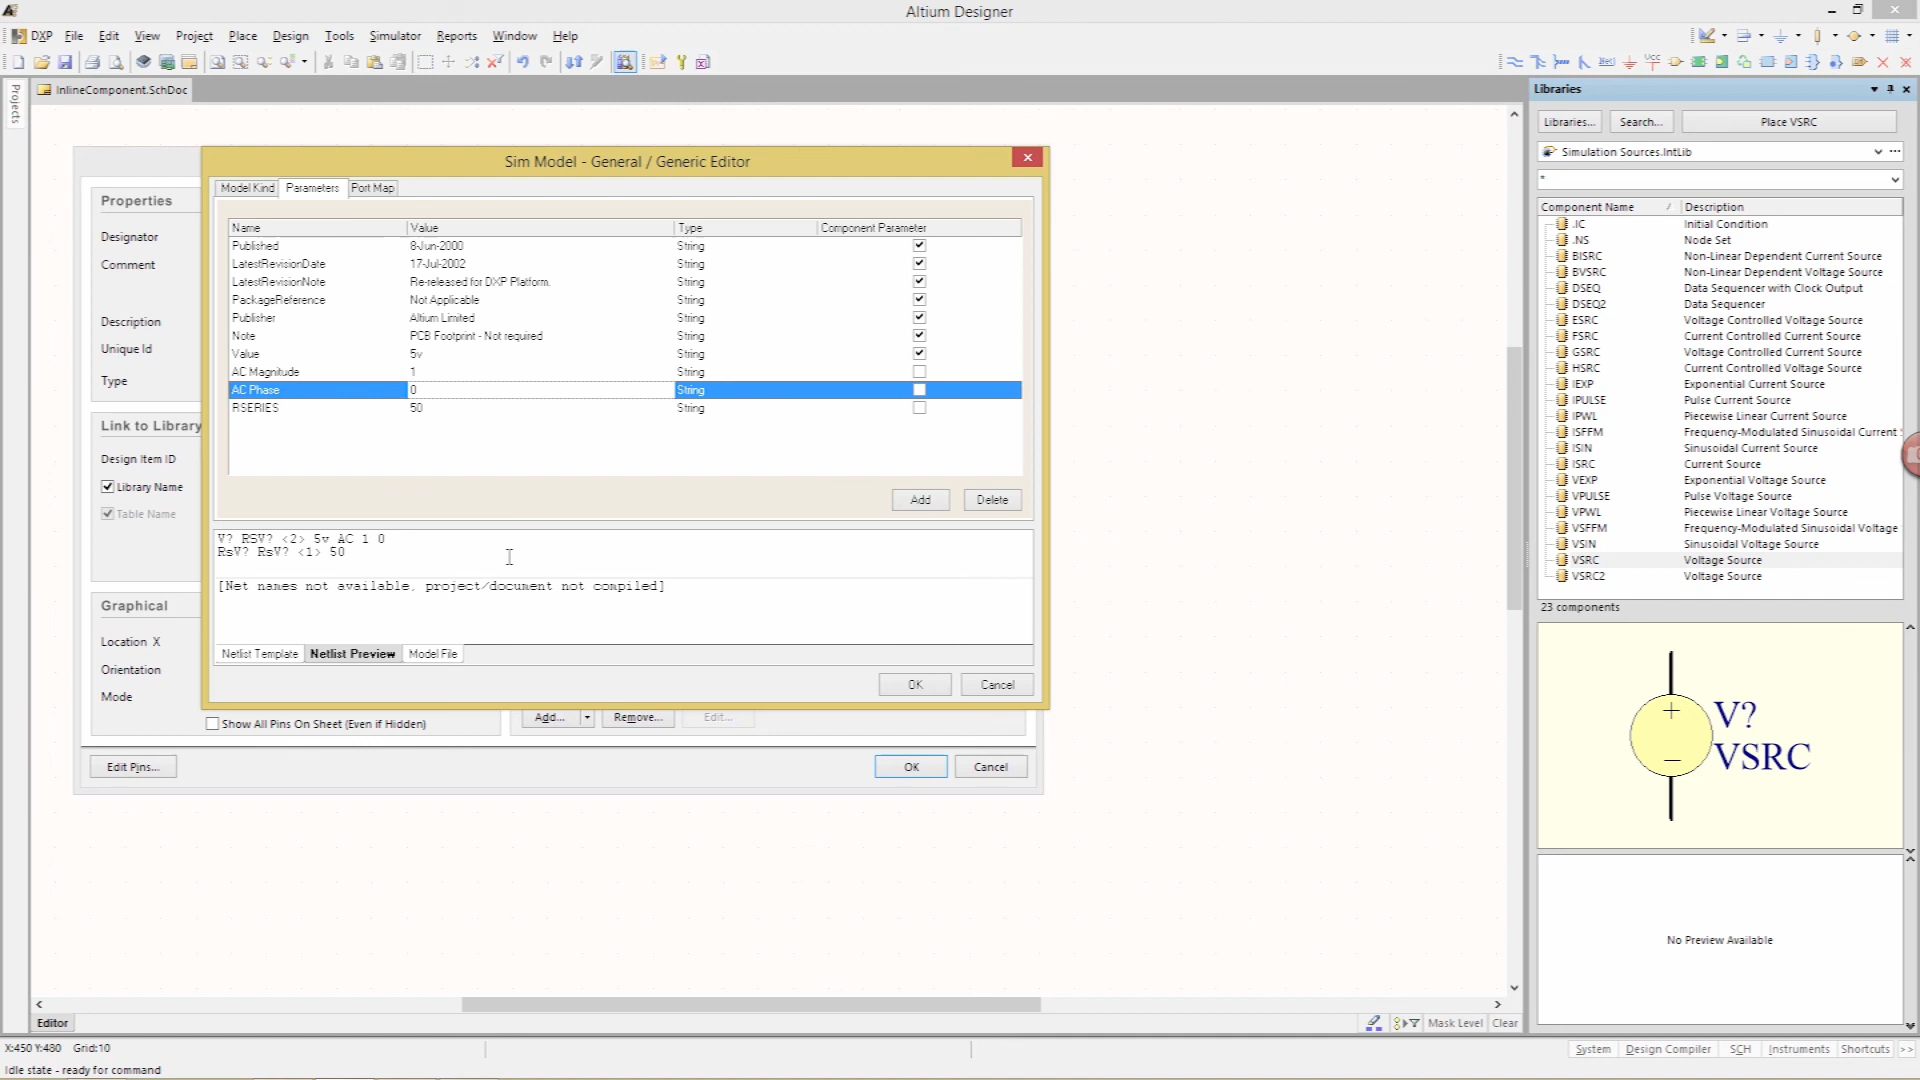 Altium Designer
DXP File Edit View Project Place Design Tools Simulator Reports Window Help
Projects
InlineComponent.SchDoc
Properties
Designator
Comment
Description
Unique Id
Type
Link to Library
Design Item ID
Library Name
Table Name
Graphical
Location X
Orientation
Mode
Show All Pins On Sheet (Even if Hidden)
Add... Remove... Edit...
Edit Pins... OK Cancel
Sim Model - General / Generic Editor
Model Kind Parameters Port Map
Name Value Type Component Parameter
Published 8-Jun-2000 String
LatestRevisionDate 17-Jul-2002 String
LatestRevisionNote Re-released for DXP Platform. String
PackageReference Not Applicable String
Publisher Altium Limited String
Note PCB Footprint - Not required String
Value 5v String
AC Magnitude 1 String
AC Phase 0 String
RSERIES 50 String
Add Delete
V? RSV? <2> 5v AC 1 0
RsV? RsV? <1> 50
[Net names not available, project/document not compiled]
Netlist Template Netlist Preview Model File
OK Cancel
Libraries
Libraries... Search... Place VSRC
Simulation Sources.IntLib
*
Component Name Description
.IC Initial Condition
.NS Node Set
BISRC Non-Linear Dependent Current Source
BVSRC Non-Linear Dependent Voltage Source
DSEQ Data Sequencer with Clock Output
DSEQ2 Data Sequencer
ESRC Voltage Controlled Voltage Source
FSRC Current Controlled Current Source
GSRC Voltage Controlled Current Source
HSRC Current Controlled Voltage Source
IEXP Exponential Current Source
IPULSE Pulse Current Source
IPWL Piecewise Linear Current Source
ISFFM Frequency-Modulated Sinusoidal Current
ISIN Sinusoidal Current Source
ISRC Current Source
VEXP Exponential Voltage Source
VPULSE Pulse Voltage Source
VPWL Piecewise Linear Voltage Source
VSFFM Frequency-Modulated Sinusoidal Voltage
VSIN Sinusoidal Voltage Source
VSRC Voltage Source
VSRC2 Voltage Source
23 components
V?
VSRC
No Preview Available
Editor
Mask Level Clear
X:450 Y:480 Grid:10
System Design Compiler SCH Instruments Shortcuts >>
Idle state - ready for command